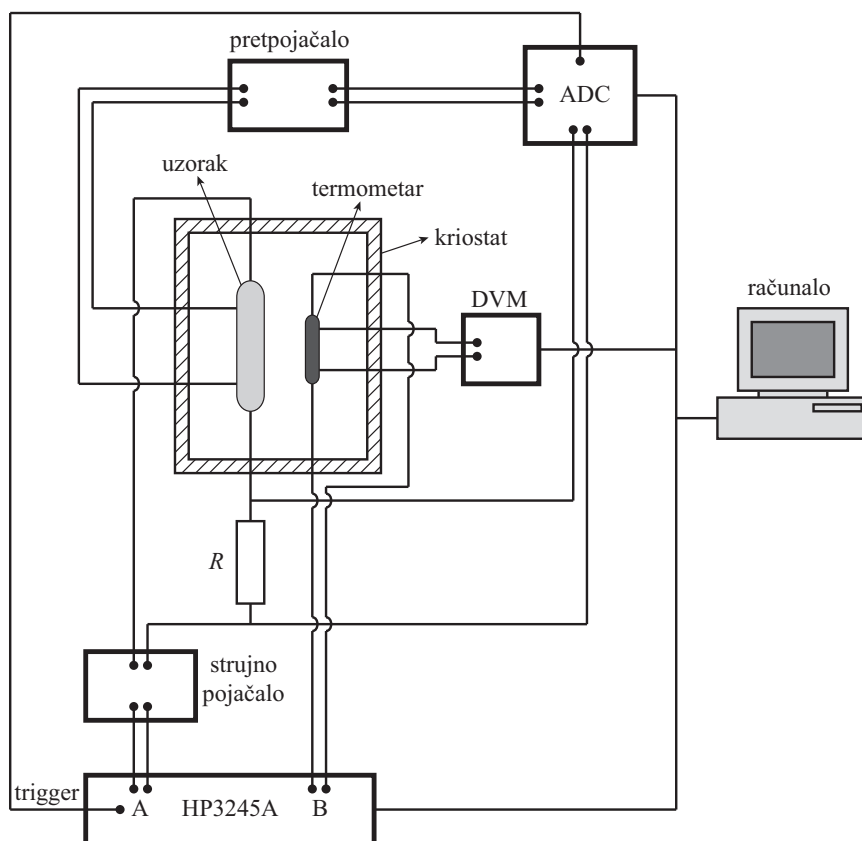 pretpojačalo
ADC
uzorak
termometar
kriostat
DVM
računalo
R
strujno
pojačalo
trigger
A HP3245A B